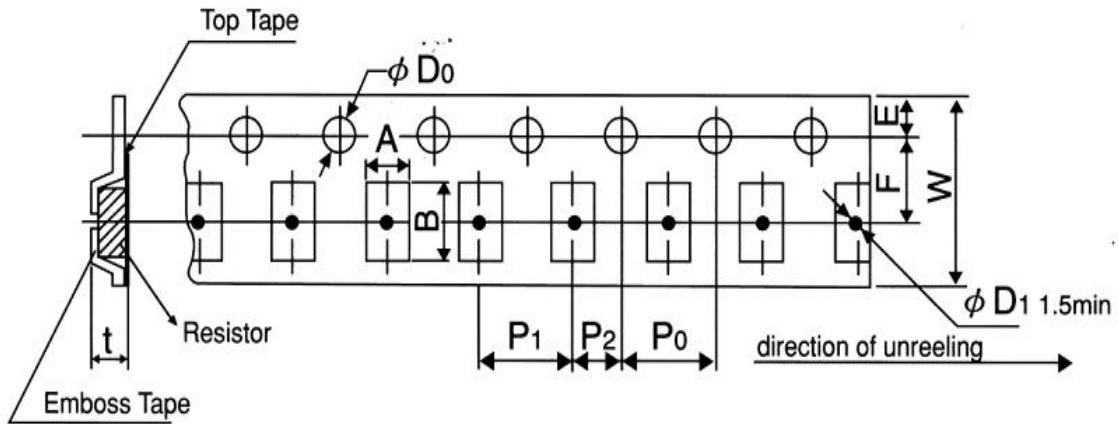 Top Tape
φ D0
A
E
F
W
B
φ D1 1.5min
t
Resistor
P1
P2
P0
direction of unreeling
Emboss Tape